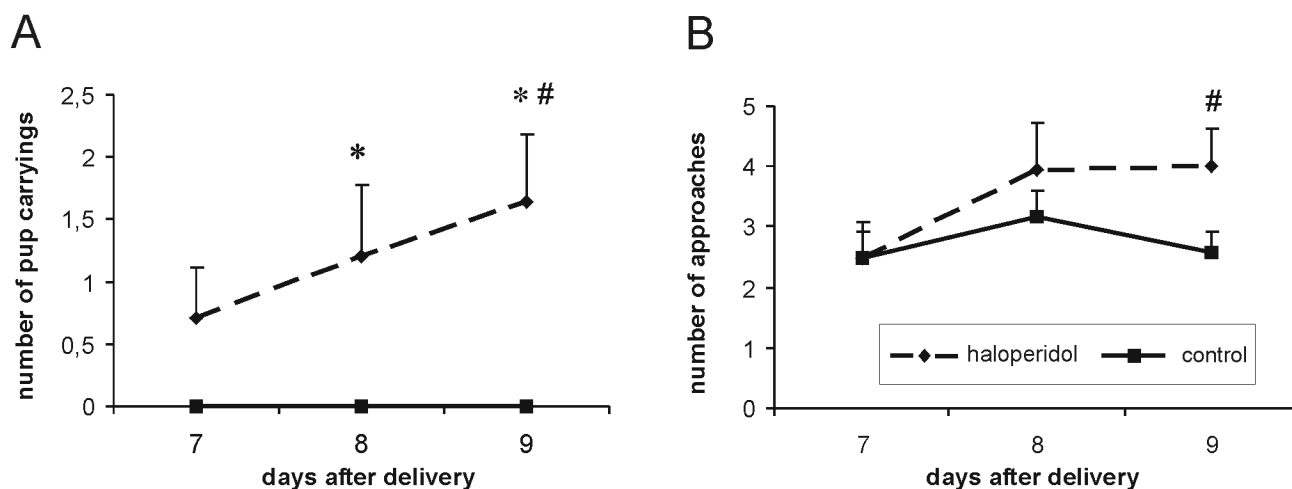 A
number of pup carryings
2,5
2
1,5
1
0,5
0
*
* #
7 8 9
days after delivery
B
number of approaches
5
4
3
2
1
0
#
haloperidol control
7 8 9
days after delivery